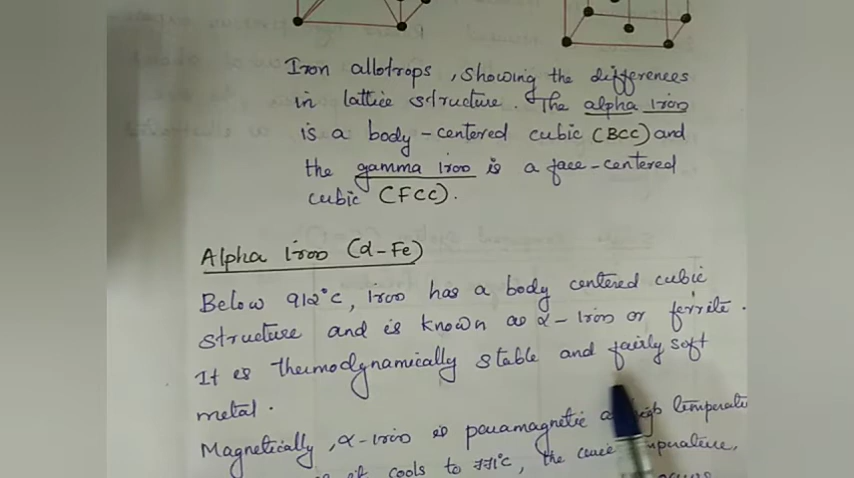 Iron allotrops, showing the differences
in lattice structure. The alpha iron
is a body-centered cubic (BCC) and
the gamma iron is a face-centered
cubic (FCC).
Alpha iron (α-Fe)
Below 912°C, iron has a body centered cubic
structure and is known as α-iron or ferrite.
It is thermodynamically stable and fairly soft
metal.
Magnetically, α-iron is paramagnetic at high
cools to 771°C, the